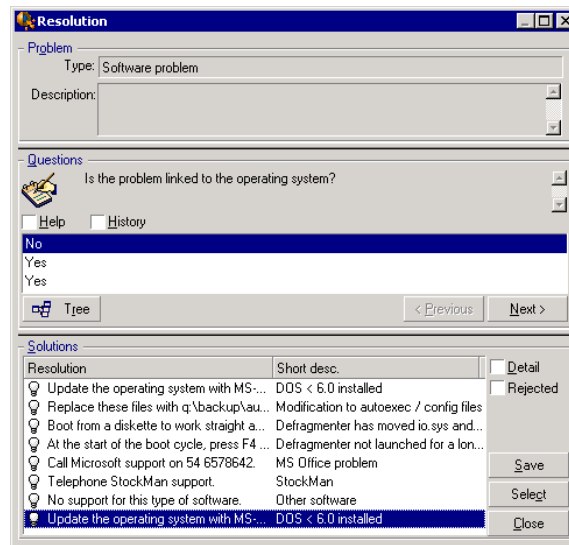 Resolution
Problem
Type: Software problem
Description:
Questions
Is the problem linked to the operating system?
Help History
No
Yes
Yes
Tree < Previous Next >
Solutions
Resolution Short desc. Detail
Update the operating system with MS-... DOS < 6.0 installed Rejected
Replace these files with q:\backup\au... Modification to autoexec / config files
Boot from a diskette to work straight a... Defragmenter has moved io.sys and...
At the start of the boot cycle, press F4 ... Defragmenter not launched for a lon...
Call Microsoft support on 54 6578642. MS Office problem Save
Telephone StockMan support. StockMan
No support for this type of software. Other software Select
Update the operating system with MS-... DOS < 6.0 installed Close